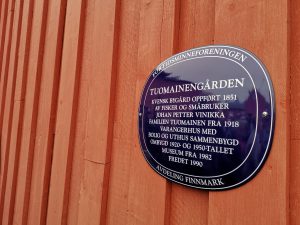 FORTIDSMINNEFORENINGEN
TUOMAINENGÅRDEN
KVENSK BYGÅRD OPPFØRT 1851
AV FISKER OG SMÅBRUKER
JOHAN PETTER VINIKKA
FAMILIEN TUOMAINEN FRA 1918
VARANGERHUS MED
BOLIG OG UTHUS SAMMENBYGD
OMBYGD 1920- OG 1950-TALLET
MUSEUM FRA 1982
FREDET 1990
AVDELING FINNMARK